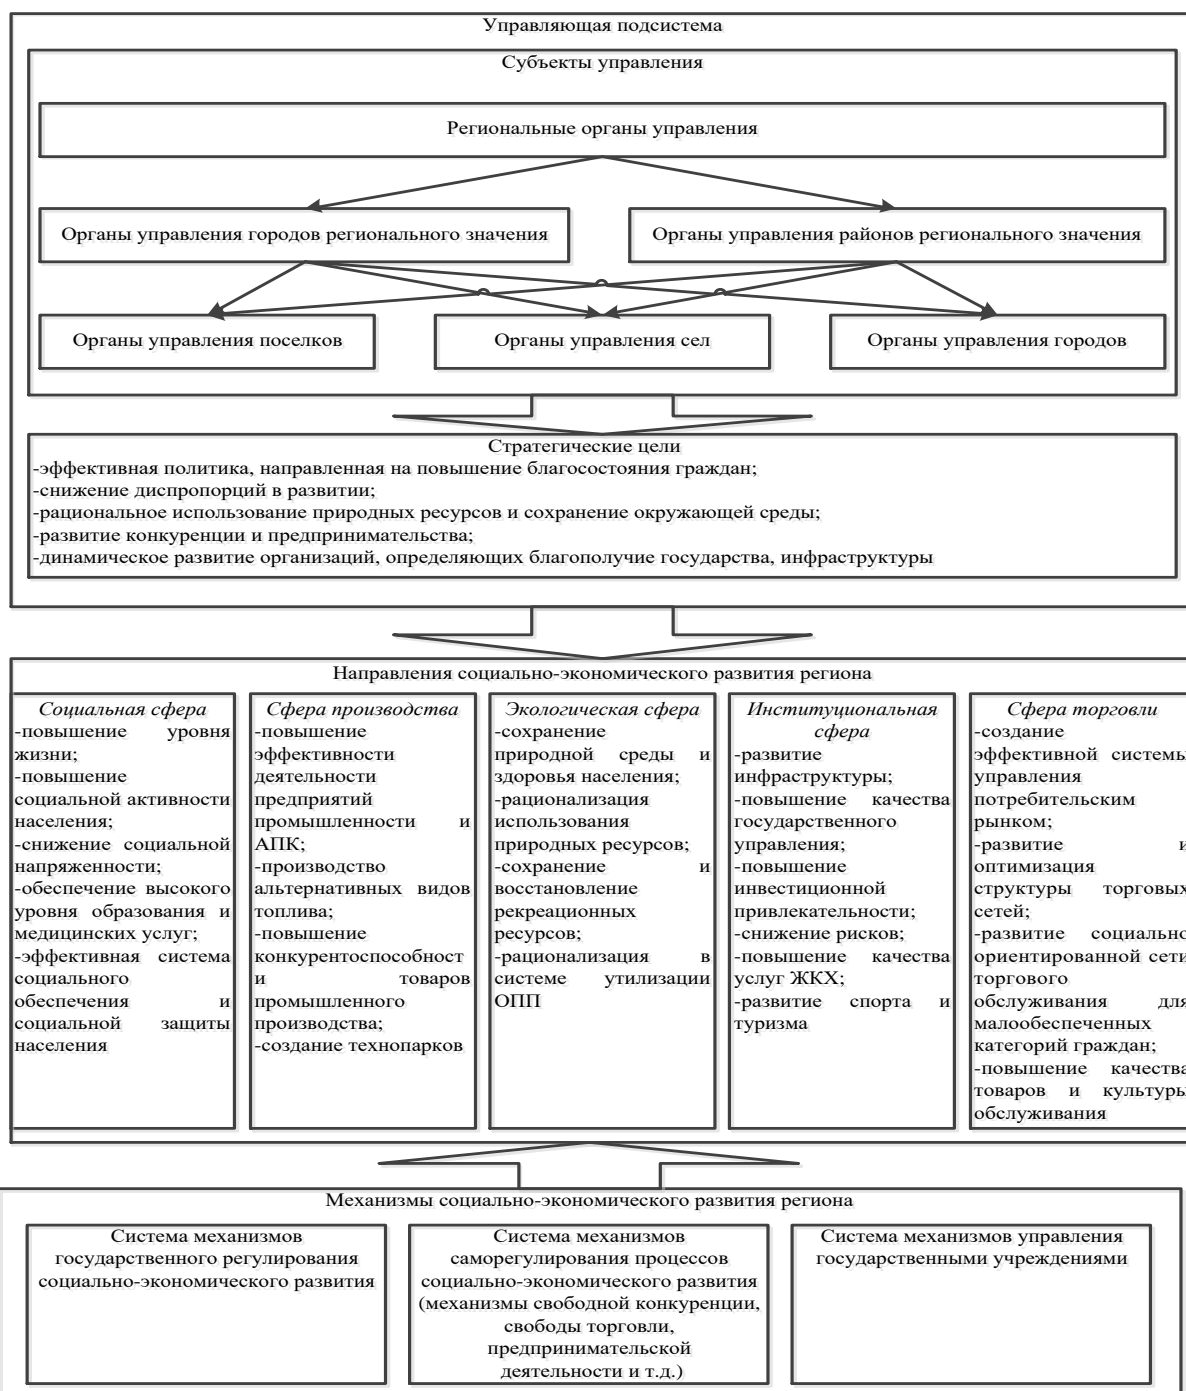 Управляющая подсистема
Субъекты управления
Региональные органы управления
Органы управления городов регионального значения
Органы управления районов регионального значения
Органы управления поселков
Органы управления сел
Органы управления городов
Стратегические цели
-эффективная политика, направленная на повышение благосостояния граждан;
-снижение диспропорций в развитии;
-рациональное использование природных ресурсов и сохранение окружающей среды;
-развитие конкуренции и предпринимательства;
-динамическое развитие организаций, определяющих благополучие государства, инфраструктуры
Направления социально-экономического развития региона
Социальная сфера
-повышение уровня
жизни;
-повышение
социальной активности
населения;
-снижение социальной
напряженности;
-обеспечение высокого
уровня образования и
медицинских услуг;
-эффективная система
социального
обеспечения и
социальной защиты
населения
Сфера производства
-повышение
эффективности
деятельности
предприятий
промышленности и
АПК;
-производство
альтернативных видов
топлива;
-повышение
конкурентоспособност
и товаров
промышленного
производства;
-создание технопарков
Экологическая сфера
-сохранение
природной среды и
здоровья населения;
-рационализация
использования
природных ресурсов;
-сохранение и
восстановление
рекреационных
ресурсов;
-рационализация в
системе утилизации
ОПП
Институциональная
сфера
-развитие
инфраструктуры;
-повышение качества
государственного
управления;
-повышение
инвестиционной
привлекательности;
-снижение рисков;
-повышение качества
услуг ЖКХ;
-развитие спорта и
туризма
Сфера торговли
-создание
эффективной системы
управления
потребительским
рынком;
-развитие и
оптимизация
структуры торговых
сетей;
-развитие социально
ориентированной сети
торгового
обслуживания для
малообеспеченных
категорий граждан;
-повышение качества
товаров и культуры
обслуживания
Механизмы социально-экономического развития региона
Система механизмов
государственного регулирования
социально-экономического развития
Система механизмов
саморегулирования процессов
социально-экономического развития
(механизмы свободной конкуренции,
свободы торговли,
предпринимательской
деятельности и т.д.)
Система механизмов управления
государственными учреждениями